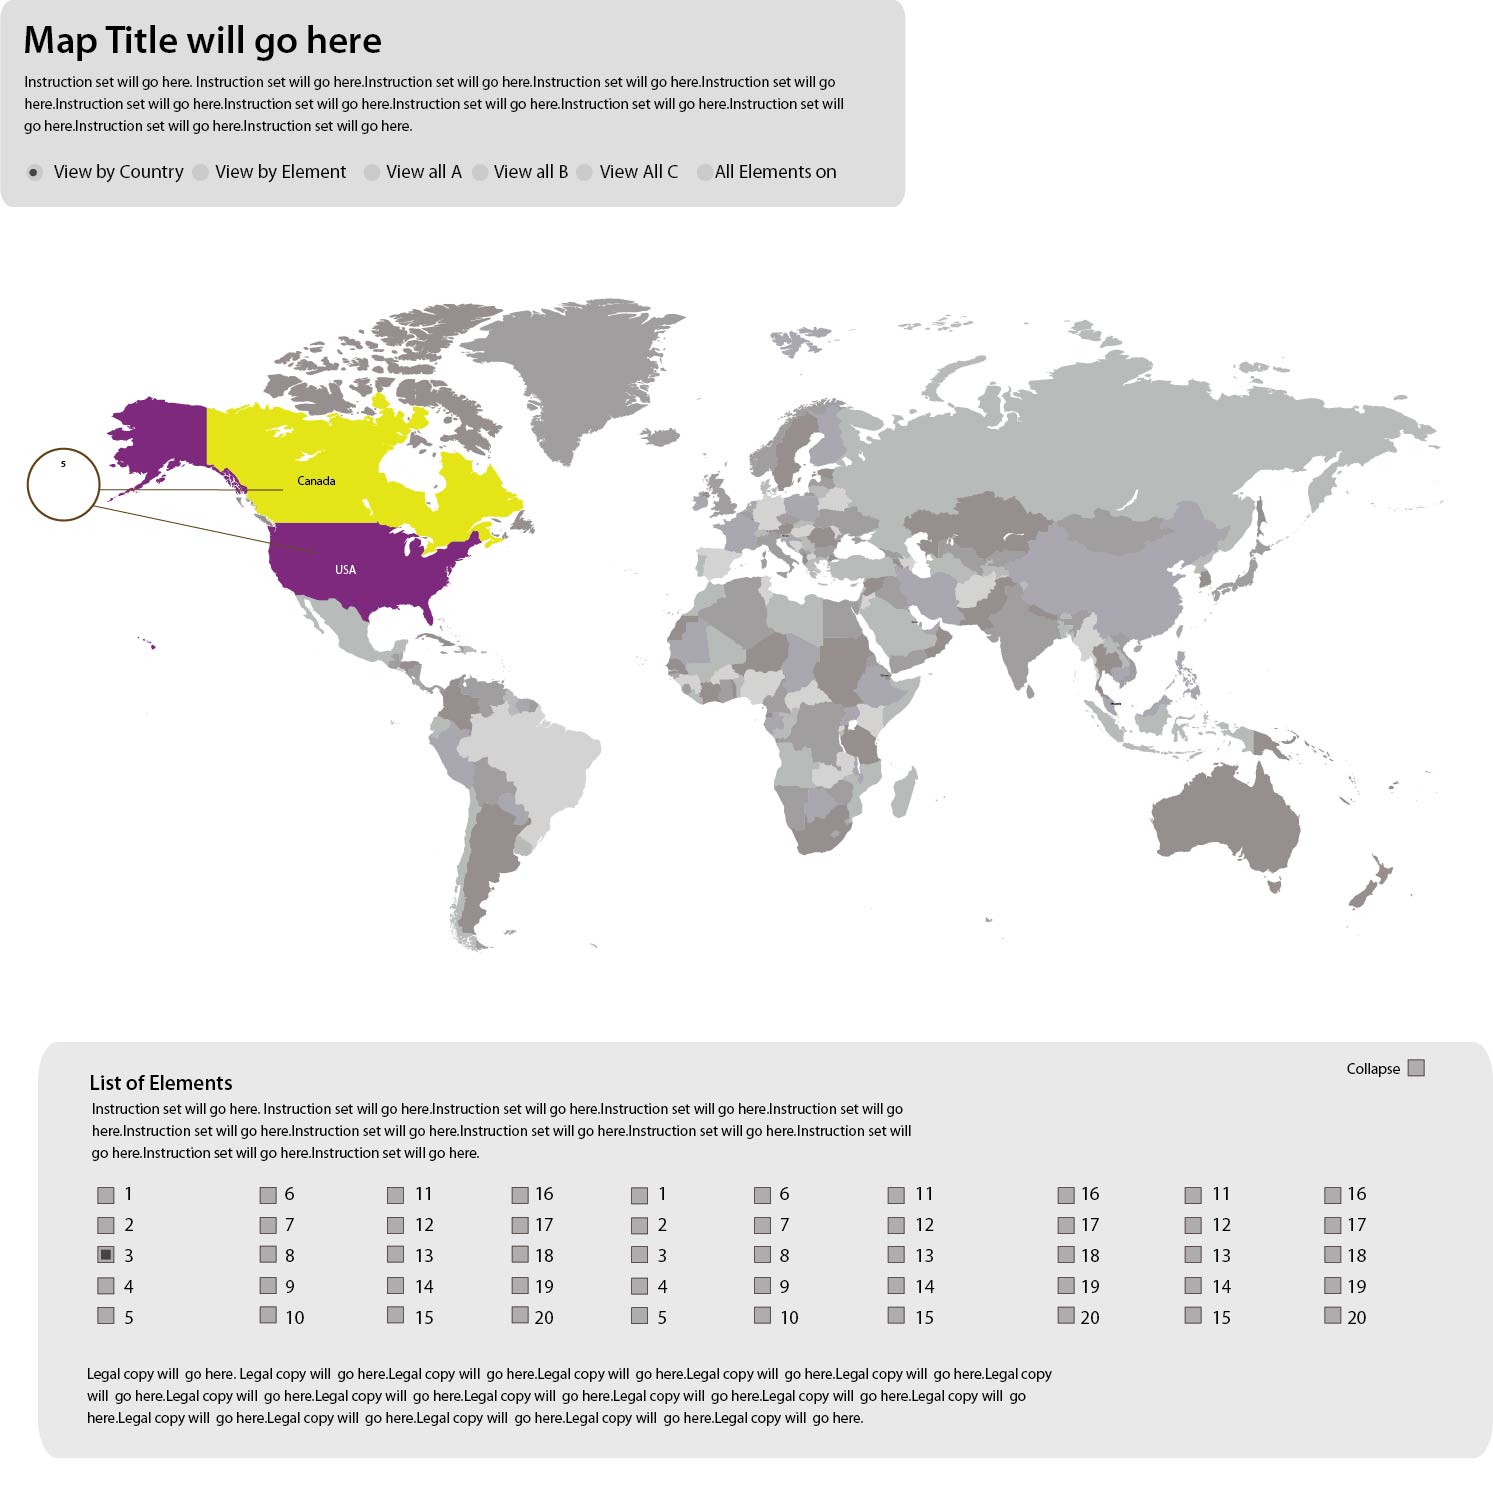 Map Title will go here
Instruction set will go here. Instruction set will go here.Instruction set will go here.Instruction set will go here.Instruction set will go
here.Instruction set will go here.Instruction set will go here.Instruction set will go here.Instruction set will go here.Instruction set will
go here.Instruction set will go here.Instruction set will go here.
View by Country View by Element View all A View all B View All C All Elements on
5
Canada
USA
Collapse
List of Elements
Instruction set will go here. Instruction set will go here.Instruction set will go here.Instruction set will go here.Instruction set will go
here.Instruction set will go here.Instruction set will go here.Instruction set will go here.Instruction set will go here.Instruction set will
go here.Instruction set will go here.Instruction set will go here.
1 6 11 16 1 6 11 16 11 16
2 7 12 17 2 7 12 17 12 17
3 8 13 18 3 8 13 18 13 18
4 9 14 19 4 9 14 19 14 19
5 10 15 20 5 10 15 20 15 20
Legal copy will go here. Legal copy will go here.Legal copy will go here.Legal copy will go here.Legal copy will go here.Legal copy will go here.Legal copy
will go here.Legal copy will go here.Legal copy will go here.Legal copy will go here.Legal copy will go here.Legal copy will go here.Legal copy will go
here.Legal copy will go here.Legal copy will go here.Legal copy will go here.Legal copy will go here.Legal copy will go here.